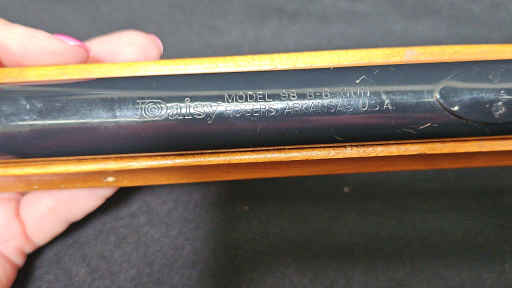 Daisy
MODEL 98 B·B GUN
ROGERS, ARKANSAS, U.S.A.